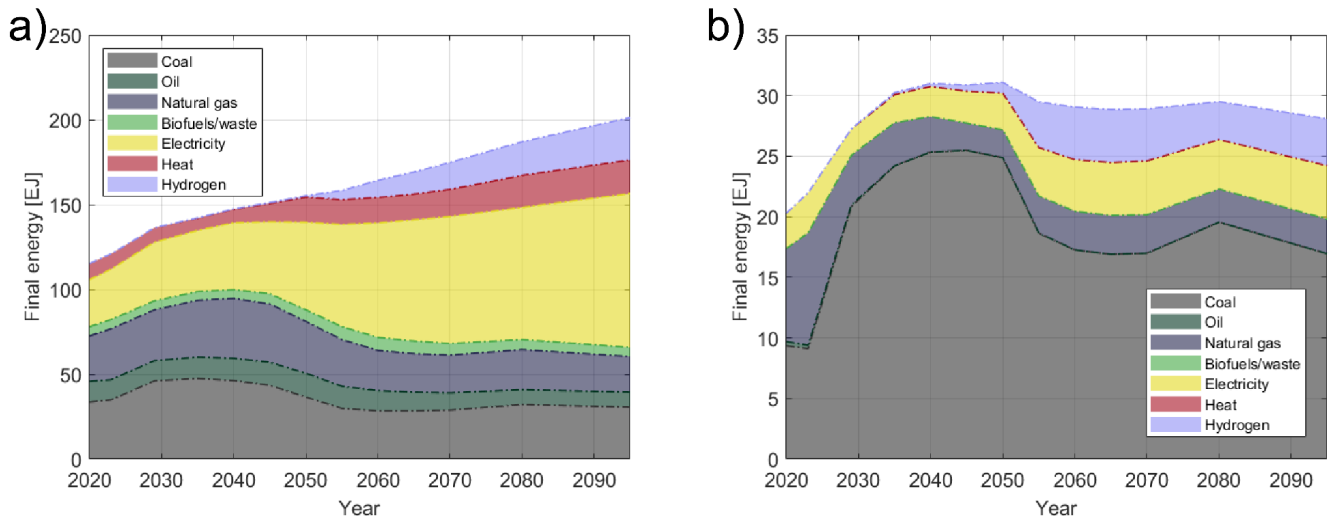 a)
250
200
150
100
50
0
Final energy [EJ]
Coal
Oil
Natural gas
Biofuels/waste
Electricity
Heat
Hydrogen
2020 2030 2040 2050 2060 2070 2080 2090
Year
b)
35
30
25
20
15
10
5
0
Final energy [EJ]
Coal
Oil
Natural gas
Biofuels/waste
Electricity
Heat
Hydrogen
2020 2030 2040 2050 2060 2070 2080 2090
Year